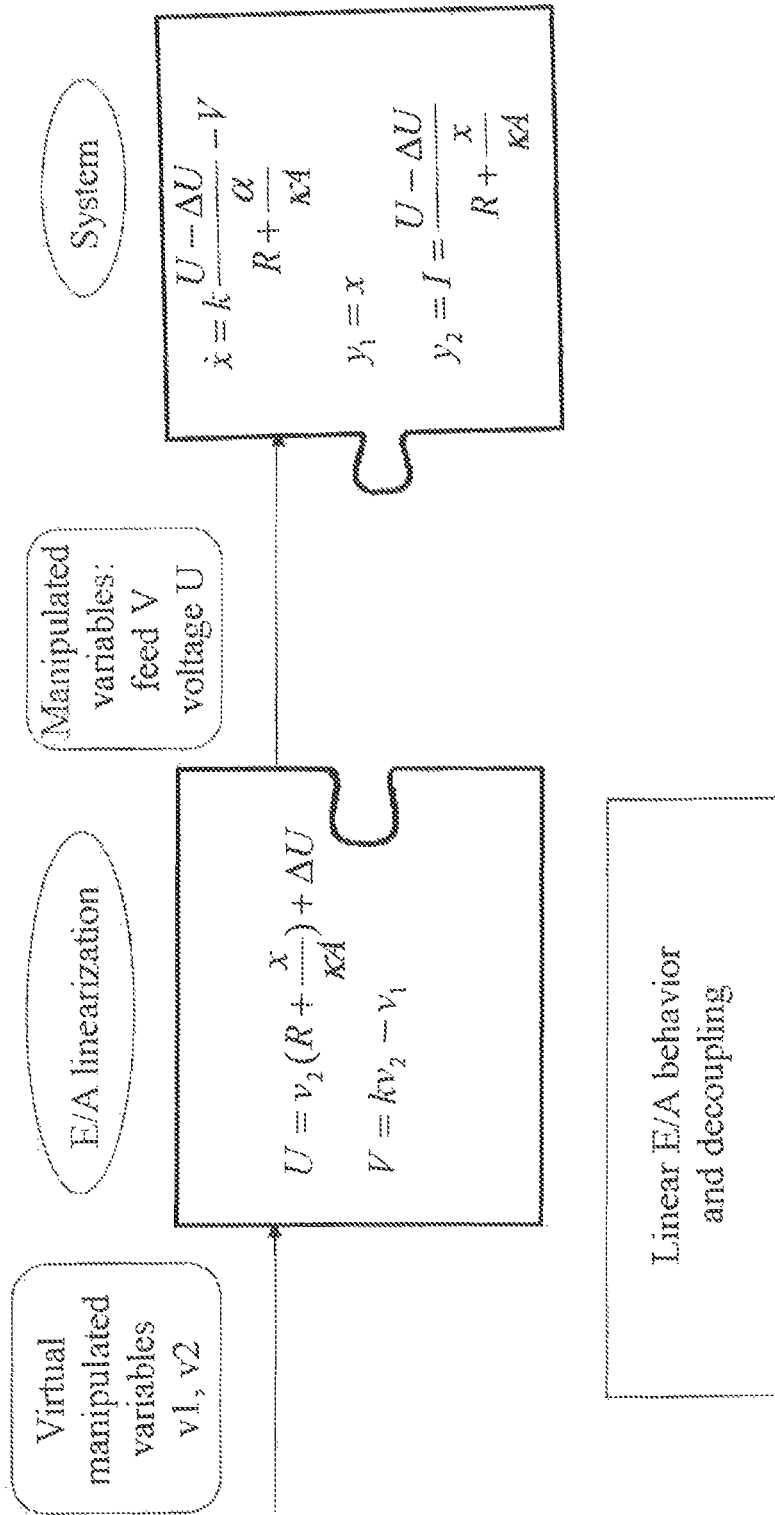 Virtual
manipulated
variables
v1, v2
E/A linearization
U = v₂(R + x/κA) + ΔU
V = kv₂ − v₁
Manipulated
variables:
feed V
voltage U
System
ẋ = k (U − ΔU)/(R + α/κA) − V
y₁ = x
y₂ = I = (U − ΔU)/(R + x/κA)
Linear E/A behavior
and decoupling